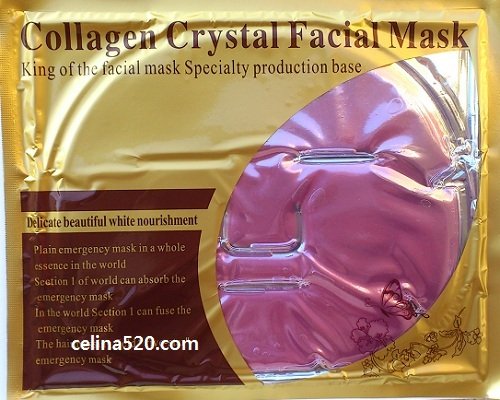 Collagen Crystal Facial Mask
King of the facial mask Specialty production base
Delicate beautiful white nourishment
Plain emergency mask in a whole
essence in the world
Section 1 of world can absorb the
emergency mask
In the world Section 1 can fuse the
emergency mask
The hai
celina520.com
emergency mask